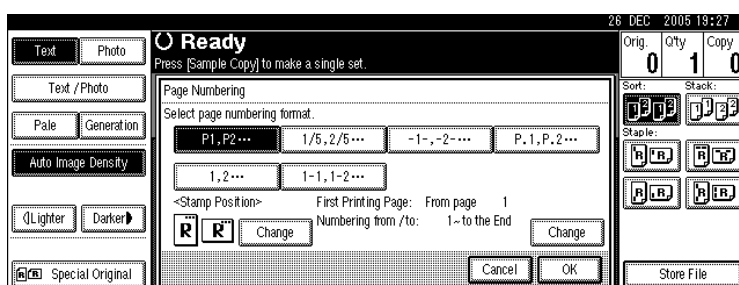 26 DEC 2005 19:27
Ready
Press [Sample Copy] to make a single set.
Orig. Q'ty Copy
0 1 0
Text Photo
Text / Photo
Pale Generation
Auto Image Density
Lighter Darker
Special Original
Page Numbering
Select page numbering format.
P1,P2··· 1/5,2/5··· -1-,-2-··· P.1,P.2···
1,2··· 1-1,1-2···
<Stamp Position> First Printing Page: From page 1
Numbering from /to: 1~to the End
R R Change Change
Cancel OK
Sort: Stack:
Staple:
Store File